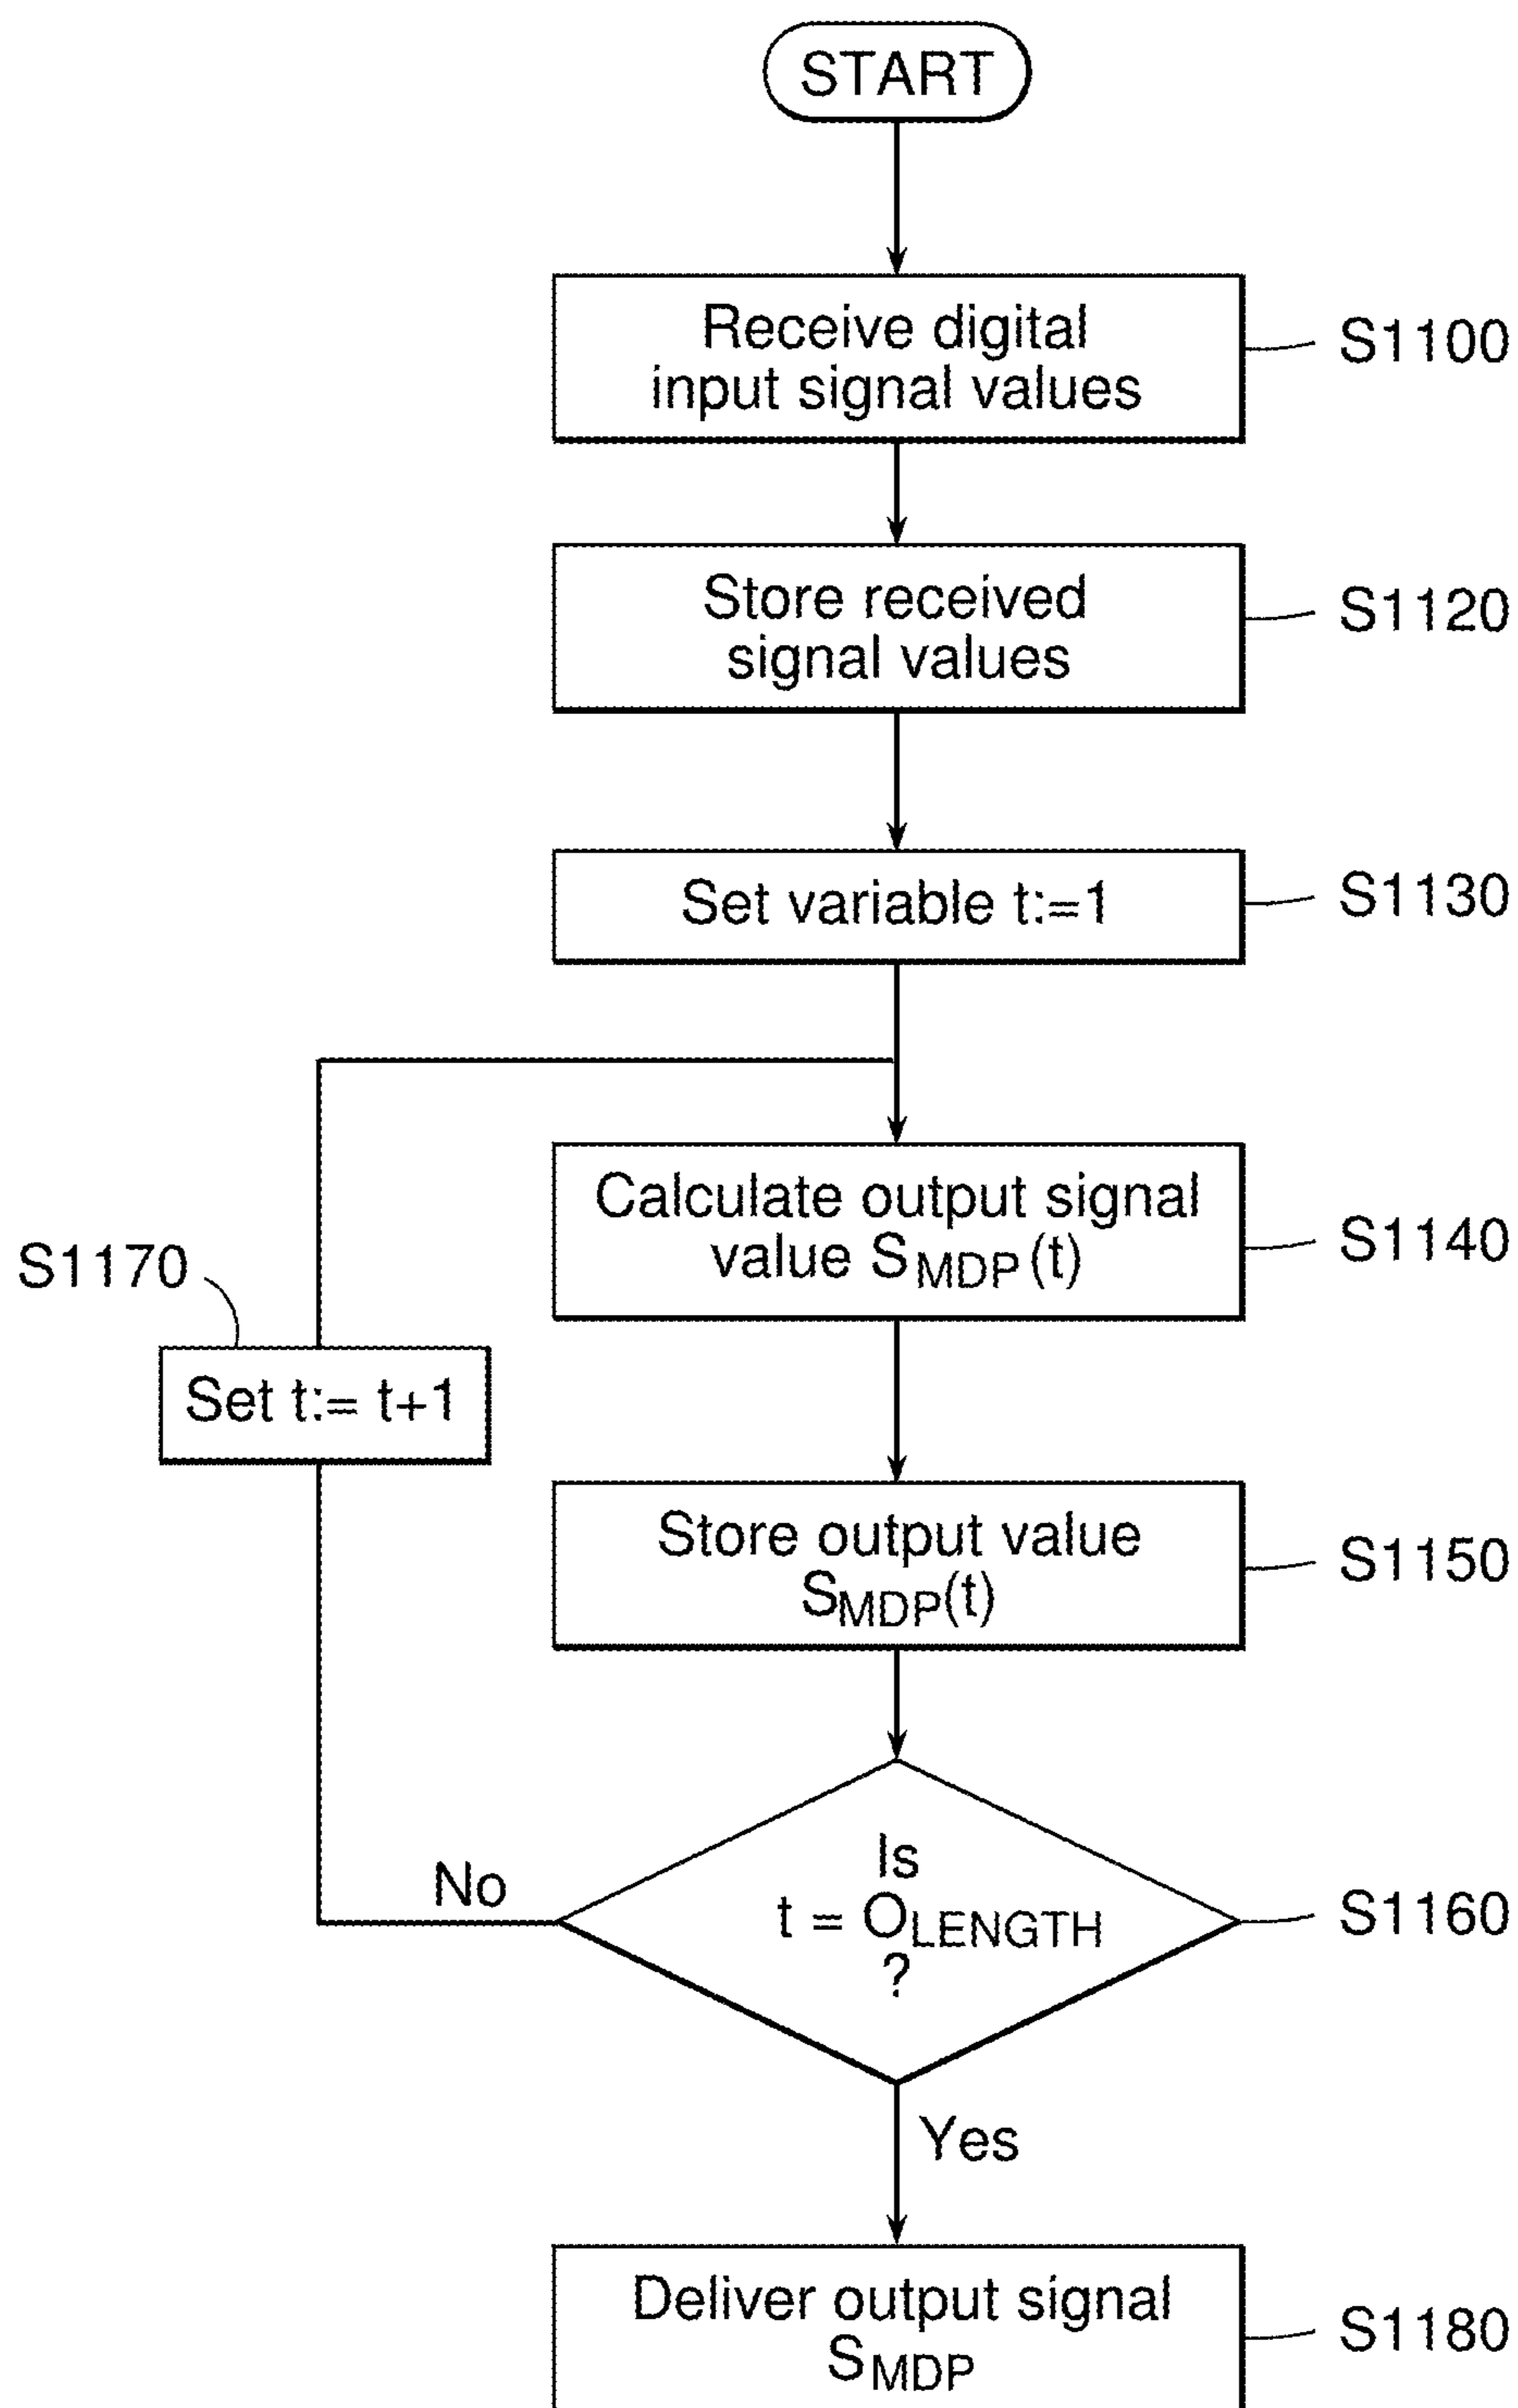 START
Receive digital
input signal values
S1100
Store received
signal values
S1120
Set variable t:=1
S1130
Calculate output signal
value SMDP (t)
S1140
S1170
Set t:= t+1
Store output value
SMDP(t)
S1150
Is
t = OLENGTH
?
S1160
No
Yes
Deliver output signal
SMDP
S1180